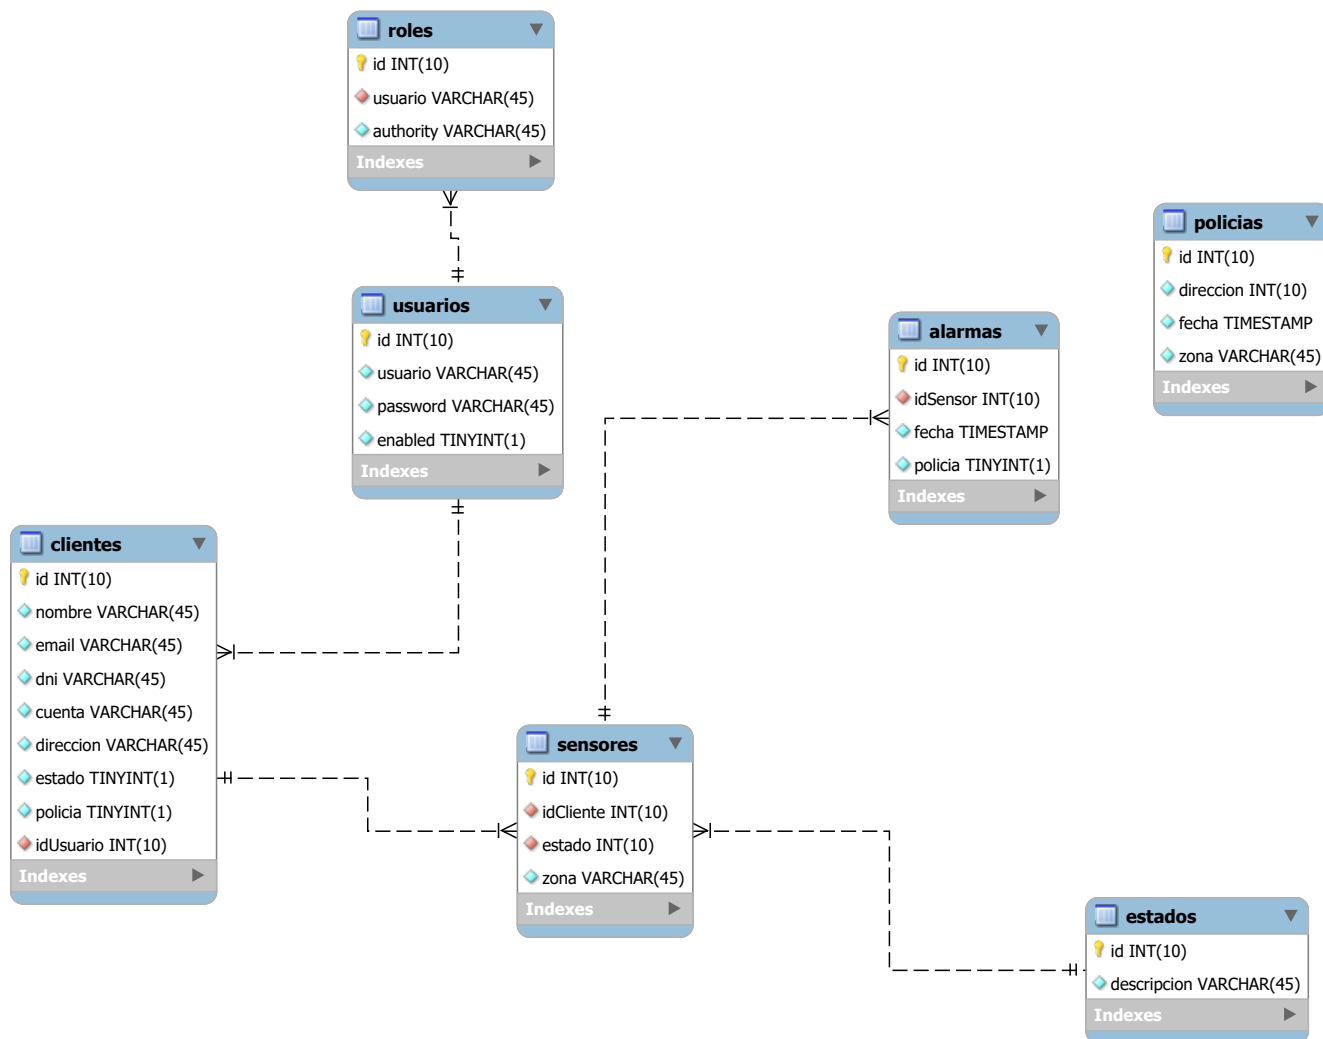 roles
id INT(10)
usuario VARCHAR(45)
authority VARCHAR(45)
Indexes
policias
id INT(10)
direccion INT(10)
fecha TIMESTAMP
zona VARCHAR(45)
Indexes
usuarios
id INT(10)
usuario VARCHAR(45)
password VARCHAR(45)
enabled TINYINT(1)
Indexes
alarmas
id INT(10)
idSensor INT(10)
fecha TIMESTAMP
policia TINYINT(1)
Indexes
clientes
id INT(10)
nombre VARCHAR(45)
email VARCHAR(45)
dni VARCHAR(45)
cuenta VARCHAR(45)
direccion VARCHAR(45)
estado TINYINT(1)
policia TINYINT(1)
idUsuario INT(10)
Indexes
sensores
id INT(10)
idCliente INT(10)
estado INT(10)
zona VARCHAR(45)
Indexes
estados
id INT(10)
descripcion VARCHAR(45)
Indexes